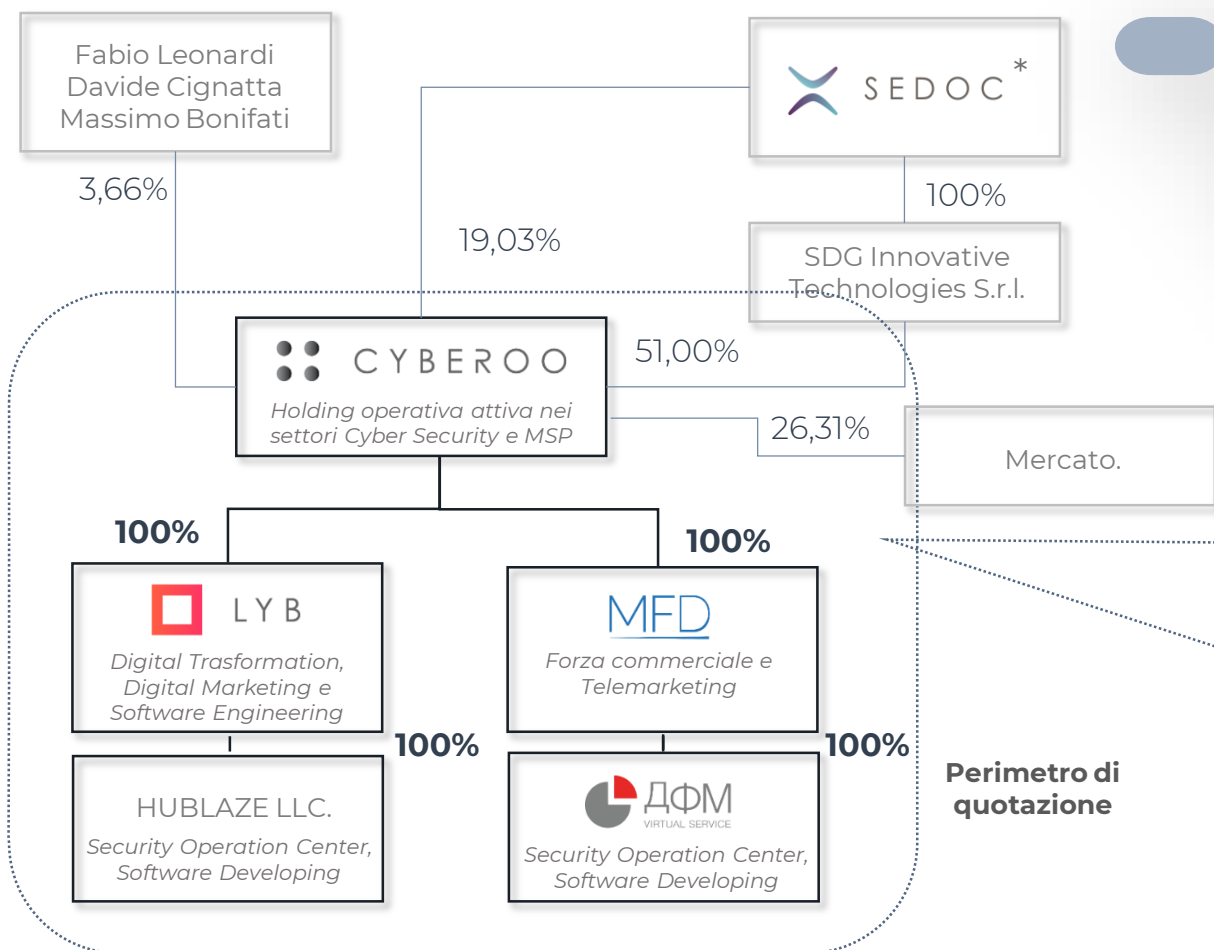 Fabio Leonardi
Davide Cignatta
Massimo Bonifati
SEDOC*
3,66%
19,03%
100%
SDG Innovative
Technologies S.r.l.
CYBEROO
Holding operativa attiva nei
settori Cyber Security e MSP
51,00%
26,31%
Mercato.
100%
100%
LYB
Digital Trasformation,
Digital Marketing e
Software Engineering
MFD
Forza commerciale e
Telemarketing
100%
100%
HUBLAZE LLC.
Security Operation Center,
Software Developing
ДФМ
VIRTUAL SERVICE
Security Operation Center,
Software Developing
Perimetro di
quotazione